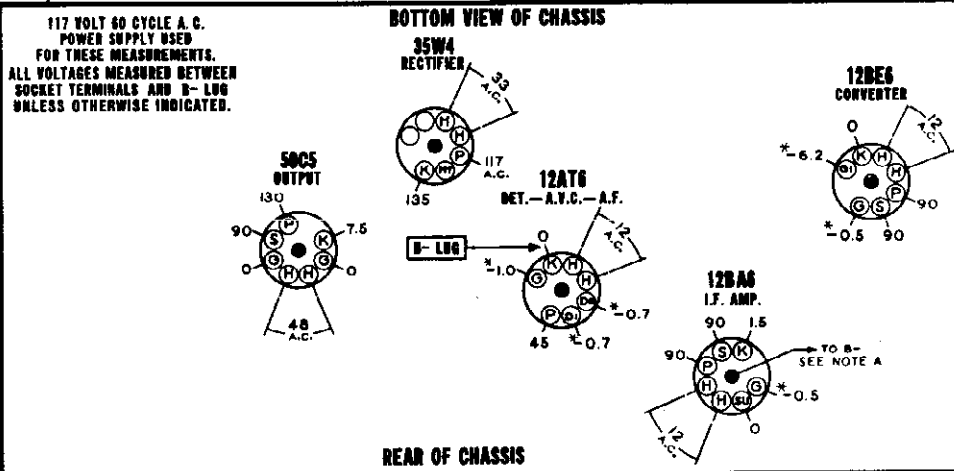 117 VOLT 60 CYCLE A.C.
POWER SUPPLY USED
FOR THESE MEASUREMENTS.
ALL VOLTAGES MEASURED BETWEEN
SOCKET TERMINALS AND B- LUG
UNLESS OTHERWISE INDICATED.
BOTTOM VIEW OF CHASSIS
35W4
RECTIFIER
33
A.C.
H
H
P
K
117
A.C.
135
12BE6
CONVERTER
12
A.C.
0
*-6.2
K
H
G1
H
P
G
S
90
*-0.5
90
50C5
OUTPUT
130
P
90
S
K
7.5
G
G
0
H
H
0
48
A.C.
12AT6
DET.-A.V.C.-A.F.
12
A.C.
B- LUG
0
*-1.0
K
H
G
H
P
D1
*-0.7
45
*-0.7
12BA6
I.F. AMP.
90
1.5
S
K
90
P
TO B-
SEE NOTE A
H
G
*-0.5
H
SU
0
12
A.C.
REAR OF CHASSIS